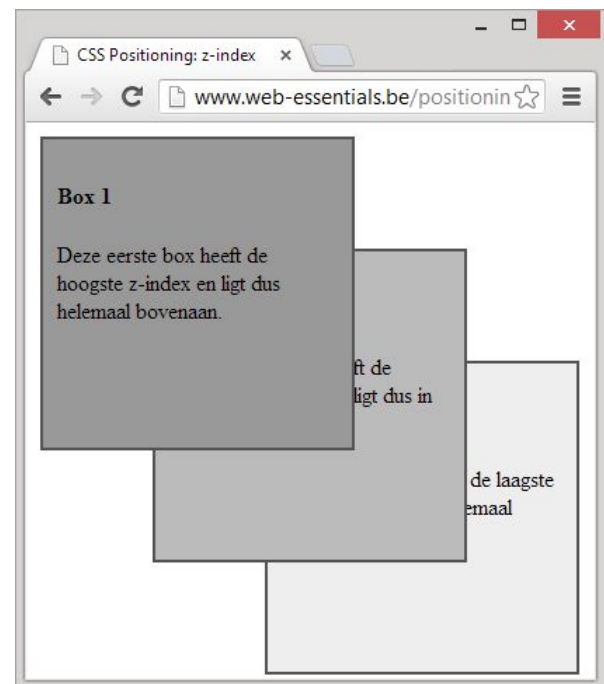 CSS Positioning: z-index
www.web-essentials.be/positionin
Box 1
Deze eerste box heeft de
hoogste z-index en ligt dus
helemaal bovenaan.
ft de
ligt dus in
de laagste
emaal